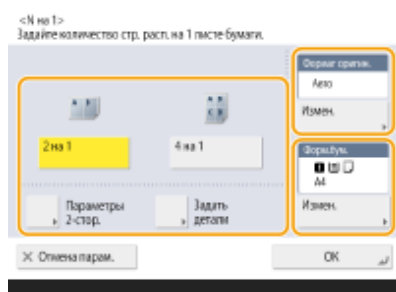 <N на 1>
Задайте количество стр. расп. на 1 листе бумаги.
Формат оригин.
Авто
Измен.
2 на 1
4 на 1
Форм.бум.
A4
Параметры
2-стор.
Задать
детали
Измен.
Отмена парам.
OK